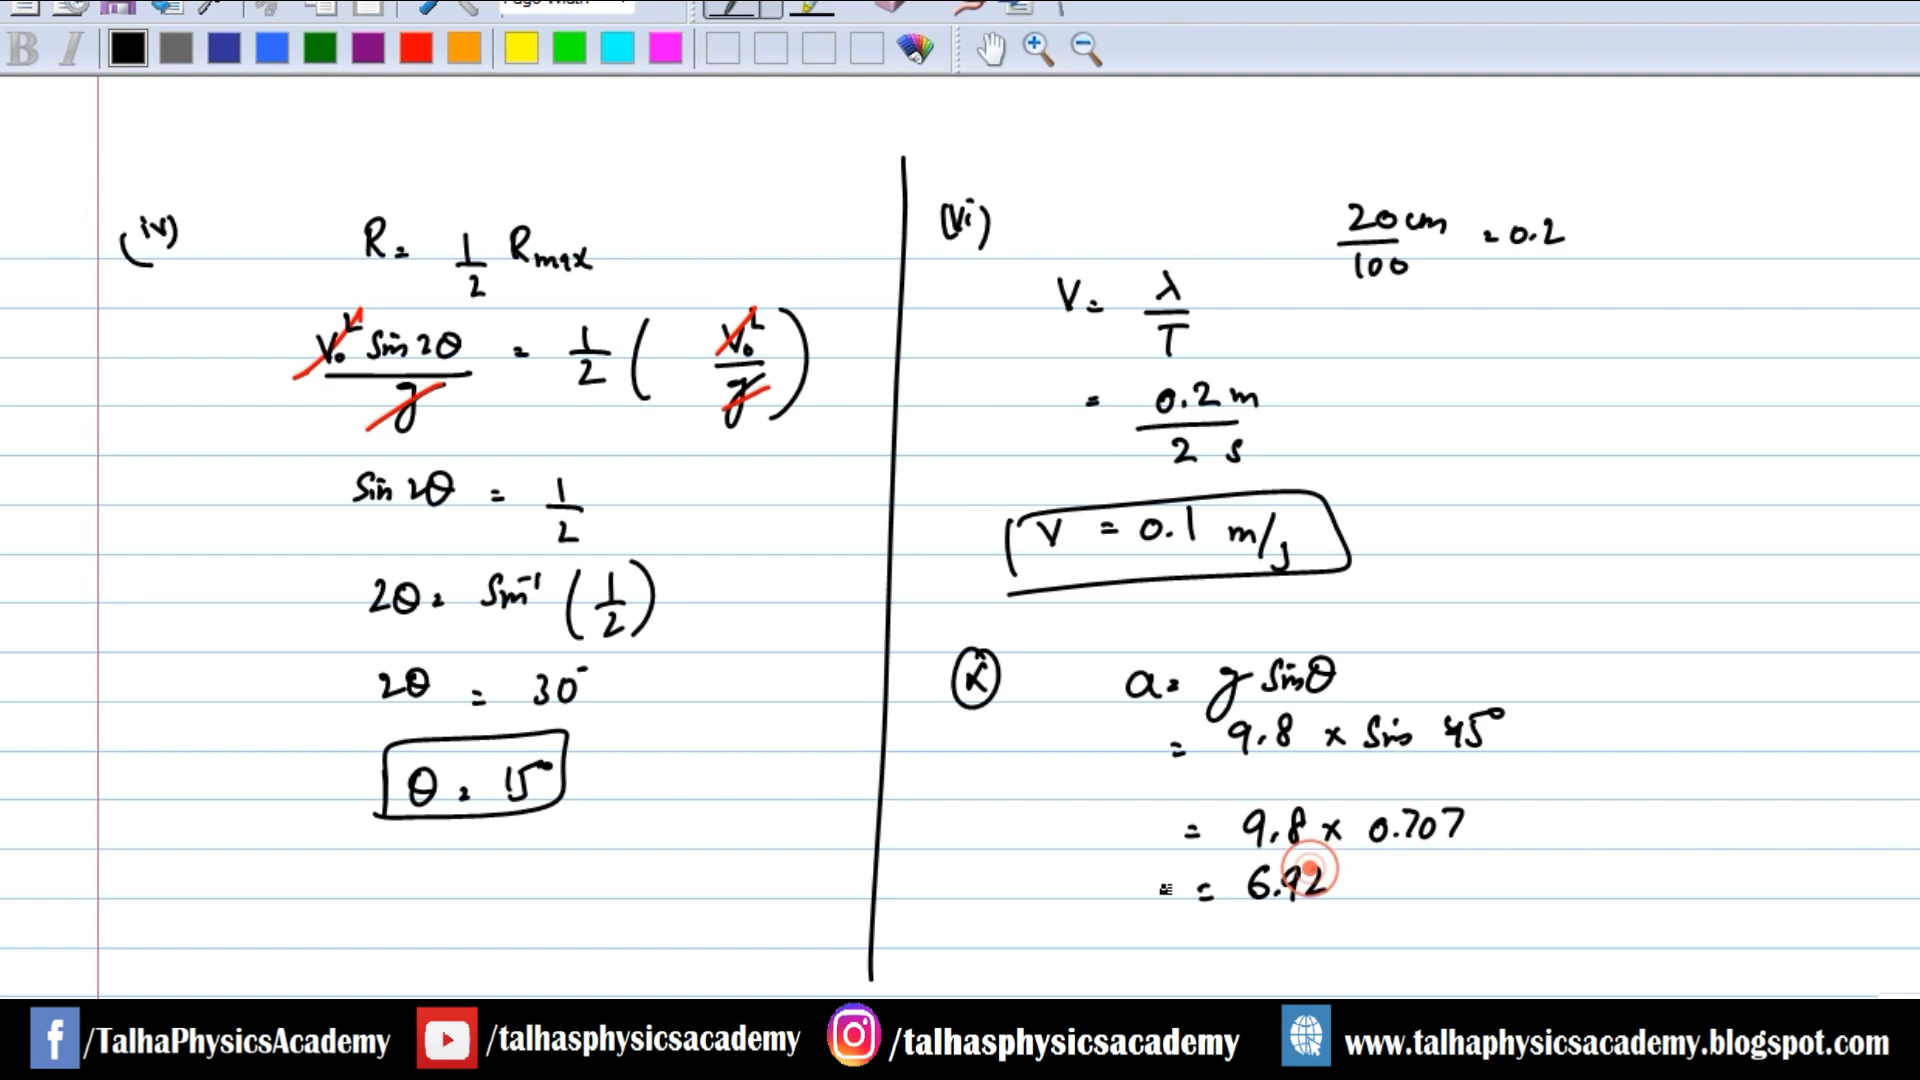 B I
(iv)
R = 1/2 Rmax
V₀² Sin 2θ / g = 1/2 ( V₀² / g )
Sin 2θ = 1/2
2θ = Sin⁻¹ ( 1/2 )
2θ = 30°
θ = 15°
(vi)
20 cm / 100 = 0.2
V = λ / T
= 0.2 m / 2 s
V = 0.1 m/s
a = g Sinθ
= 9.8 × Sin 45°
= 9.8 × 0.707
= 6.92
/TalhaPhysicsAcademy
/talhasphysicsacademy
/talhasphysicsacademy
www.talhaphysicsacademy.blogspot.com